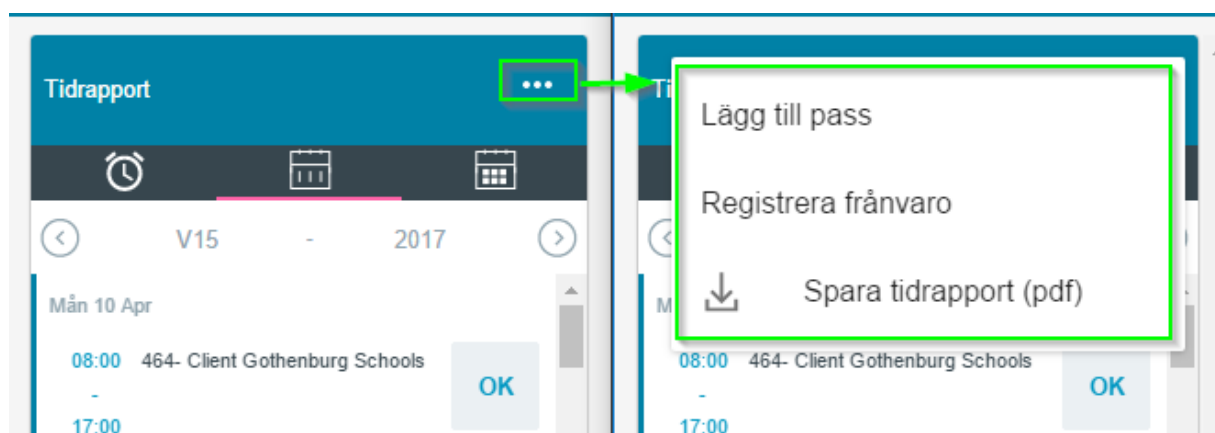 Tidrapport
V15 - 2017
Mån 10 Apr
08:00 464- Client Gothenburg Schools
-
17:00
OK
Ti
Lägg till pass
Registrera frånvaro
Spara tidrapport (pdf)
M
08:00 464- Client Gothenburg Schools
-
17:00
OK